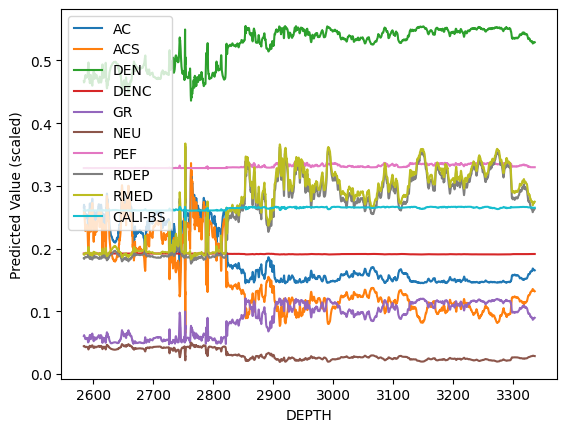 AC
ACS
DEN
DENC
GR
NEU
PEF
RDEP
RMED
CALI-BS
Predicted Value (scaled)
0.5
0.4
0.3
0.2
0.1
0.0
2600 2700 2800 2900 3000 3100 3200 3300
DEPTH